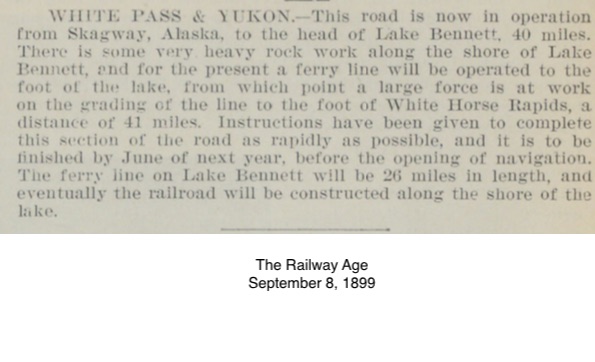 WHITE PASS & YUKON.—This road is now in operation
from Skagway, Alaska, to the head of Lake Bennett, 40 miles.
There is some very heavy rock work along the shore of Lake
Bennett, and for the present a ferry line will be operated to the
foot of the lake, from which point a large force is at work
on the grading of the line to the foot of White Horse Rapids, a
distance of 41 miles. Instructions have been given to complete
this section of the road as rapidly as possible, and it is to be
finished by June of next year, before the opening of navigation.
The ferry line on Lake Bennett will be 26 miles in length, and
eventually the railroad will be constructed along the shore of the
lake.
The Railway Age
September 8, 1899